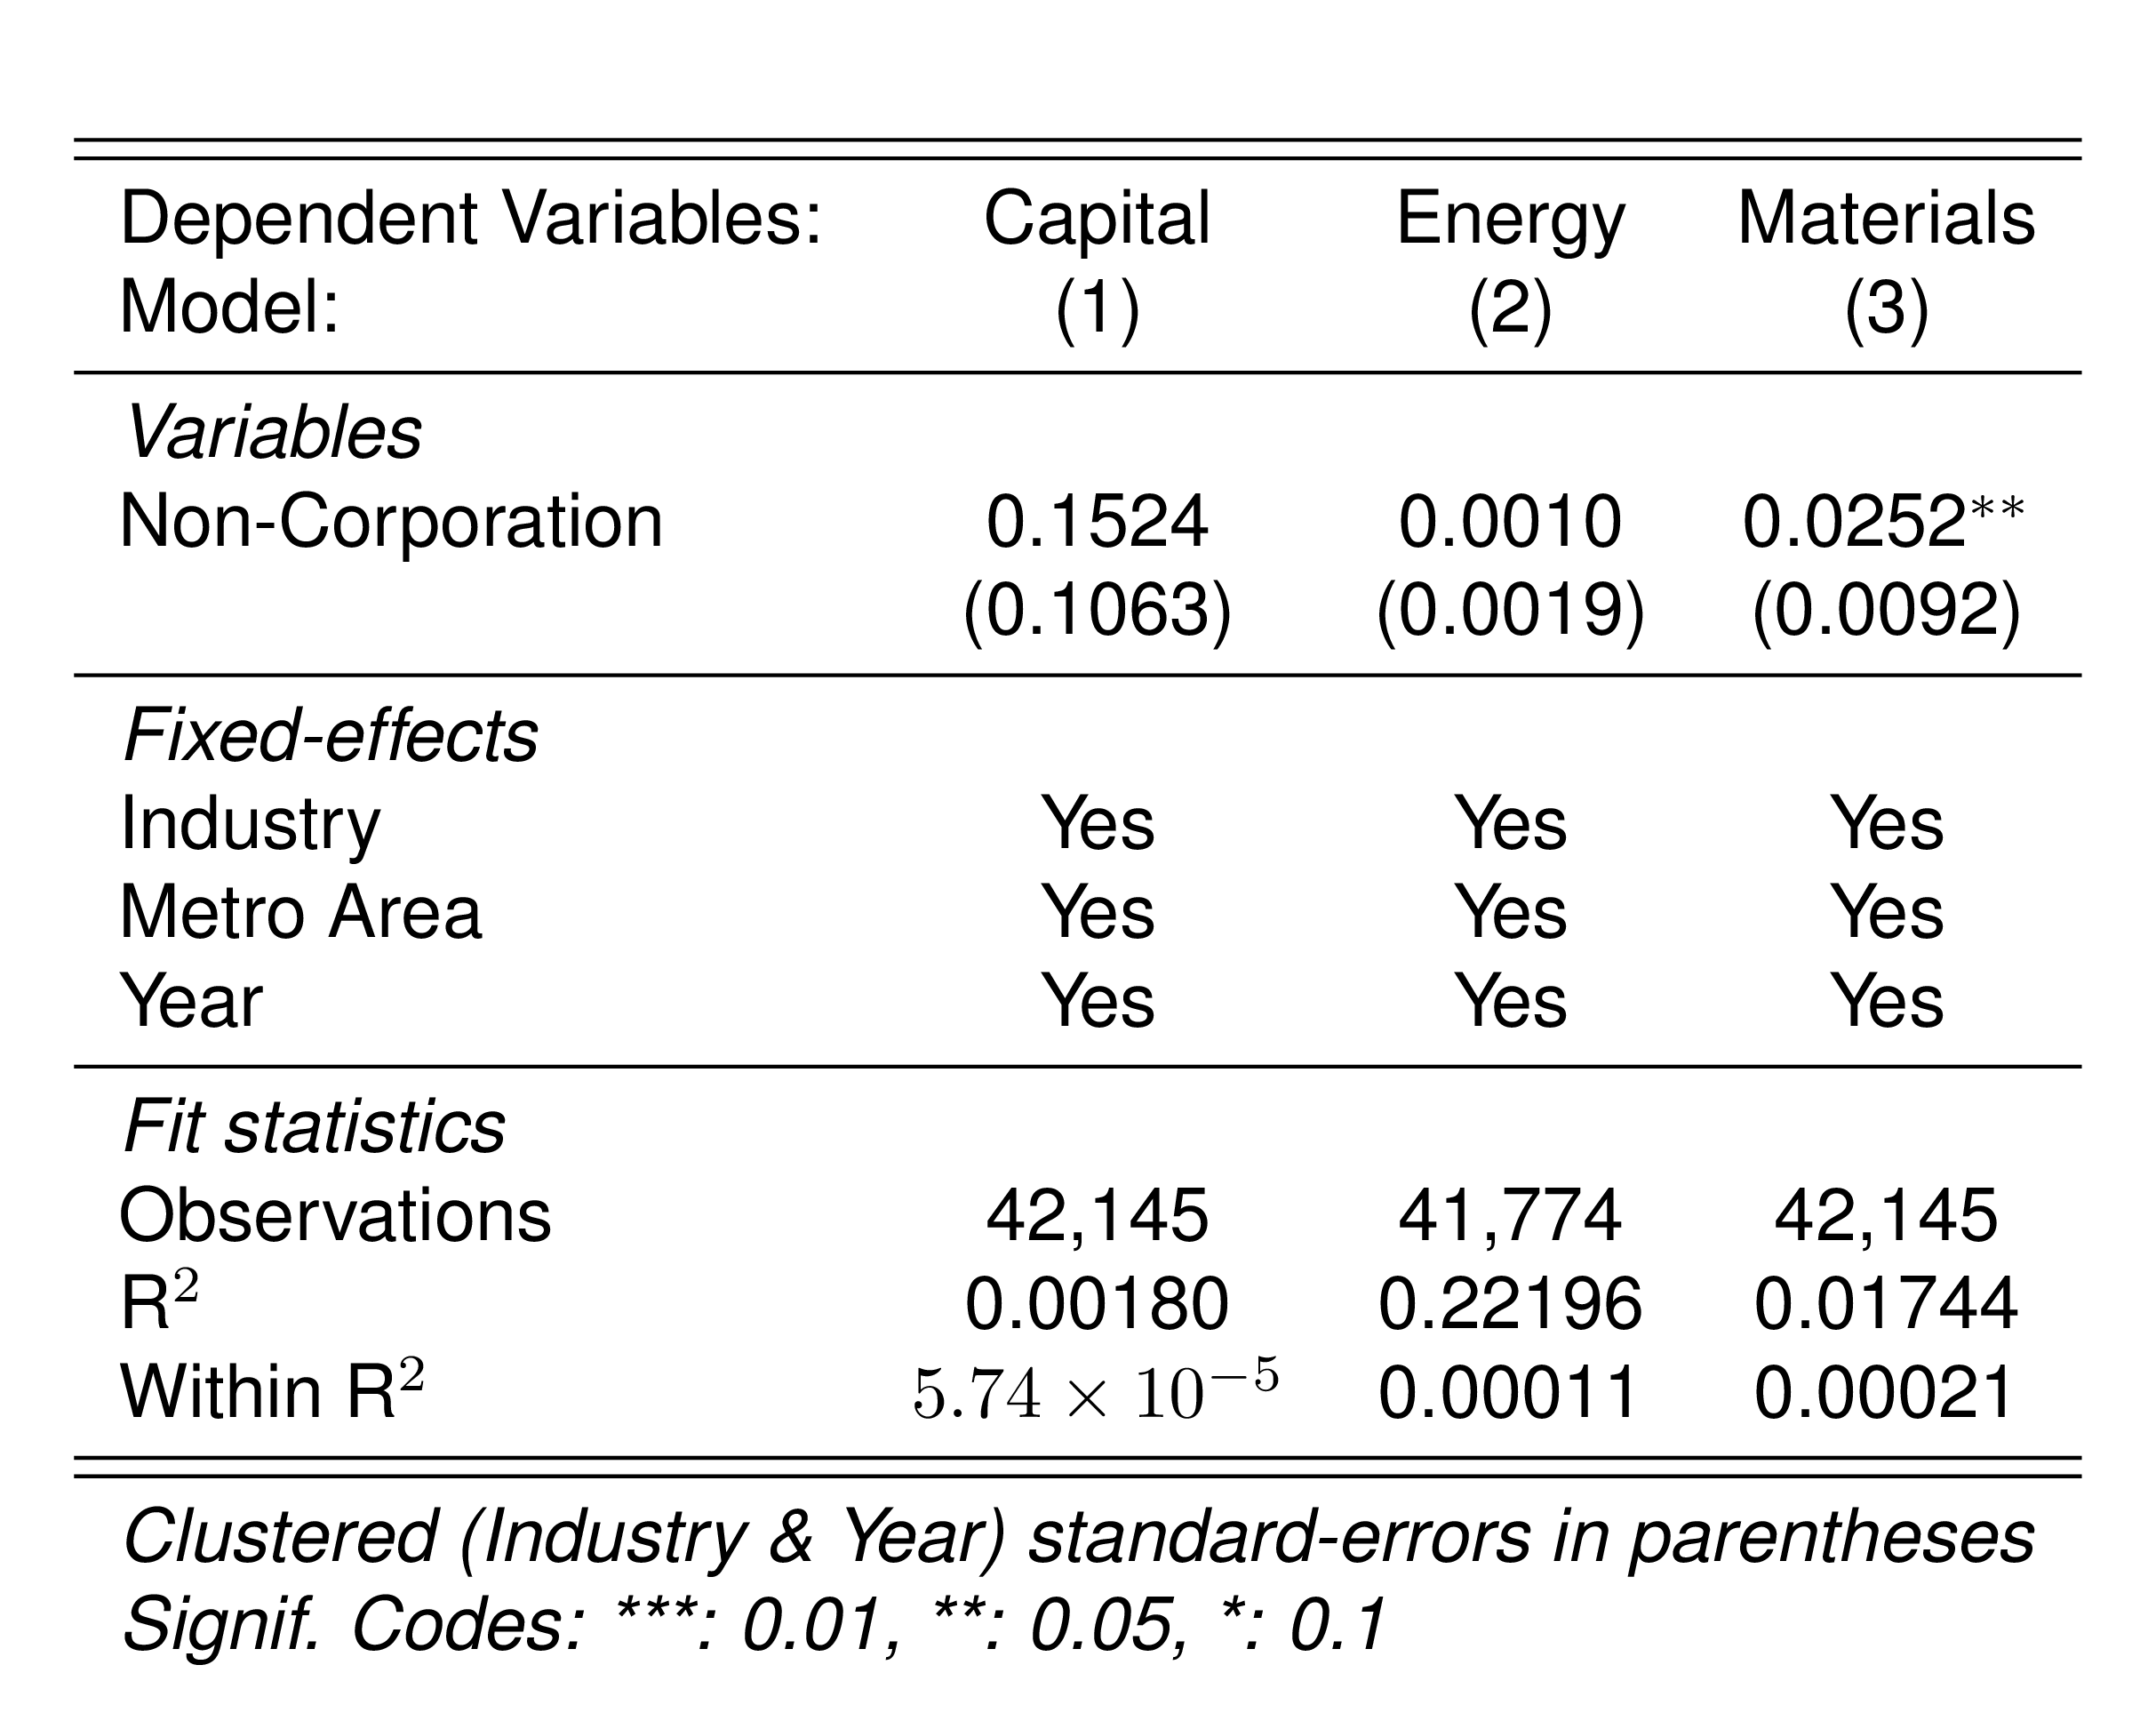 Dependent Variables: Capital Energy Materials
Model: (1) (2) (3)
Variables
Non-Corporation 0.1524 0.0010 0.0252**
(0.1063) (0.0019) (0.0092)
Fixed-effects
Industry Yes Yes Yes
Metro Area Yes Yes Yes
Year Yes Yes Yes
Fit statistics
Observations 42,145 41,774 42,145
R² 0.00180 0.22196 0.01744
Within R² 5.74 × 10⁻⁵ 0.00011 0.00021
Clustered (Industry & Year) standard-errors in parentheses
Signif. Codes: ***: 0.01, **: 0.05, *: 0.1